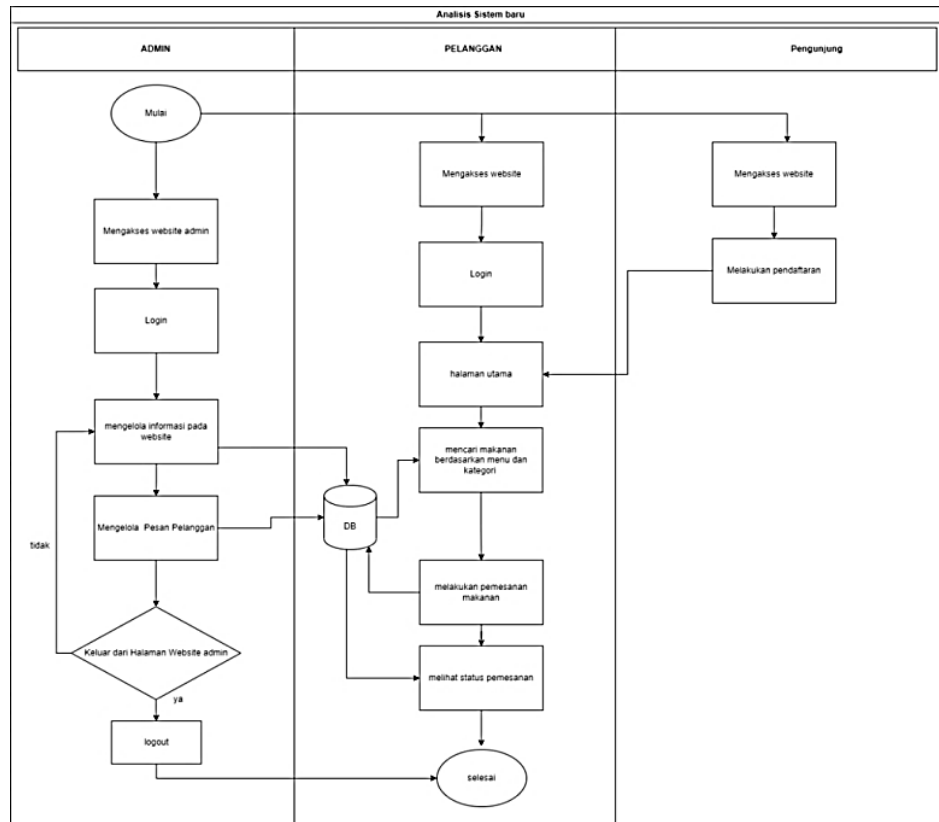 Analisis Sistem baru
ADMIN
PELANGGAN
Pengunjung
Mulai
Mengakses website
Mengakses website
Mengakses website admin
Login
Melakukan pendaftaran
Login
halaman utama
mengelola informasi pada
website
mencari makanan
berdasarkan menu dan
kategori
DB
Mengelola Pesan Pelanggan
tidak
melakukan pemesanan
makanan
Keluar dari Halaman Website admin
melihat status pemesanan
ya
logout
selesai